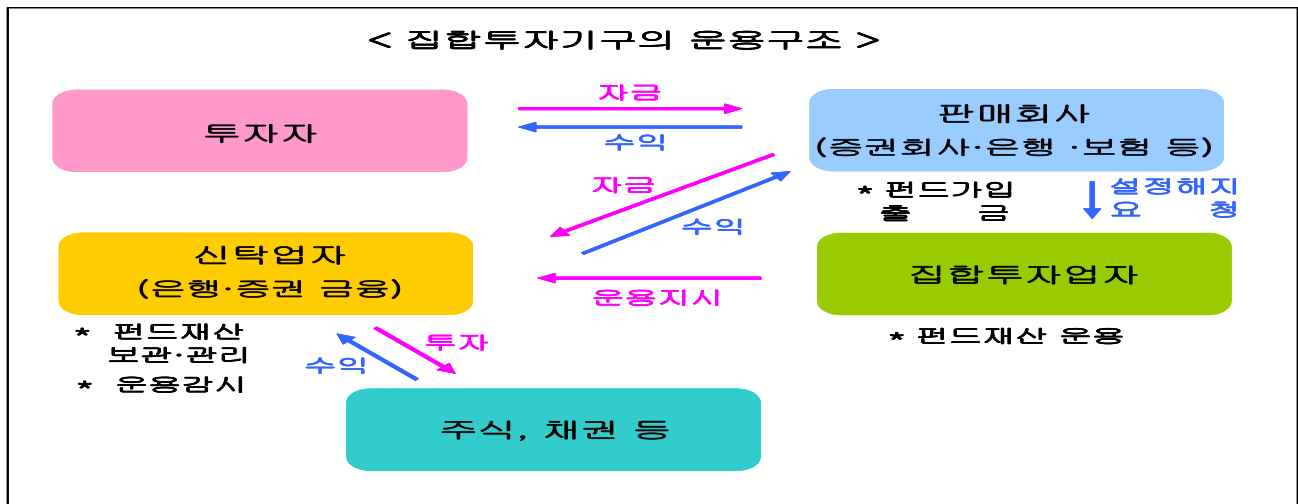 < 집합투자기구의 운용구조 >
투자자
자금
수익
판매회사
(증권회사·은행 ·보험 등)
* 펀드가입
출 금
설정해지
요 청
자금
수익
신탁업자
(은행·증권 금융)
* 펀드재산
보관·관리
* 운용감시
운용지시
집합투자업자
* 펀드재산 운용
투자
수익
주식, 채권 등